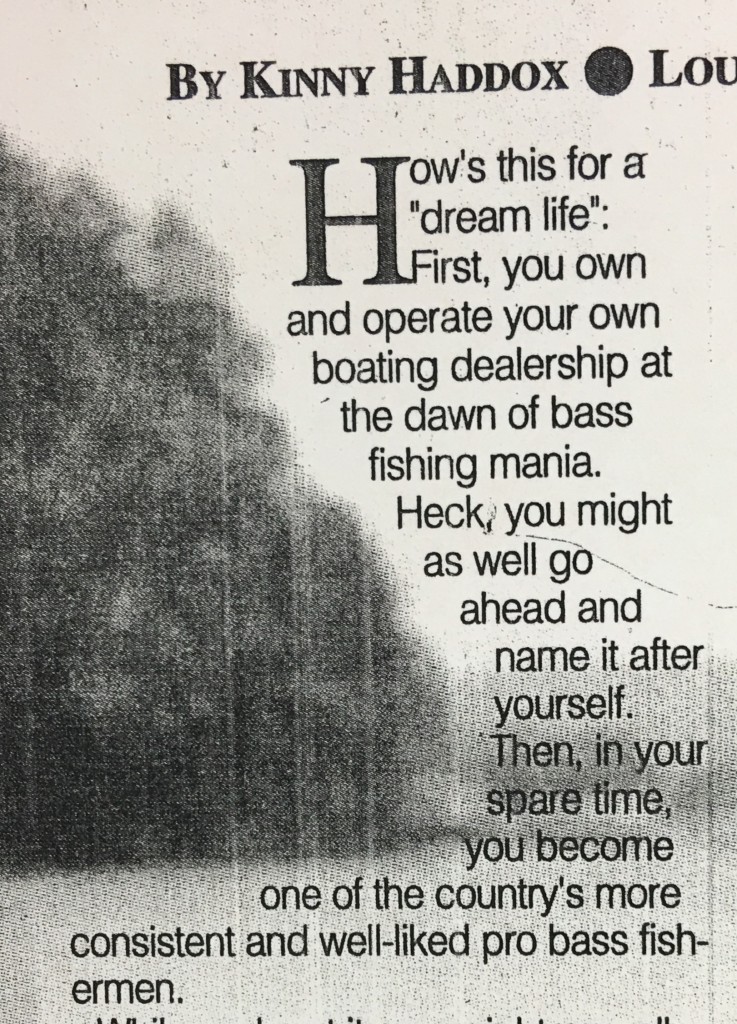 BY KINNY HADDOX ● LOU
How's this for a
"dream life":
First, you own
and operate your own
boating dealership at
the dawn of bass
fishing mania.
Heck, you might
as well go
ahead and
name it after
yourself.
Then, in your
spare time,
you become
one of the country's more
consistent and well-liked pro bass fish-
ermen.